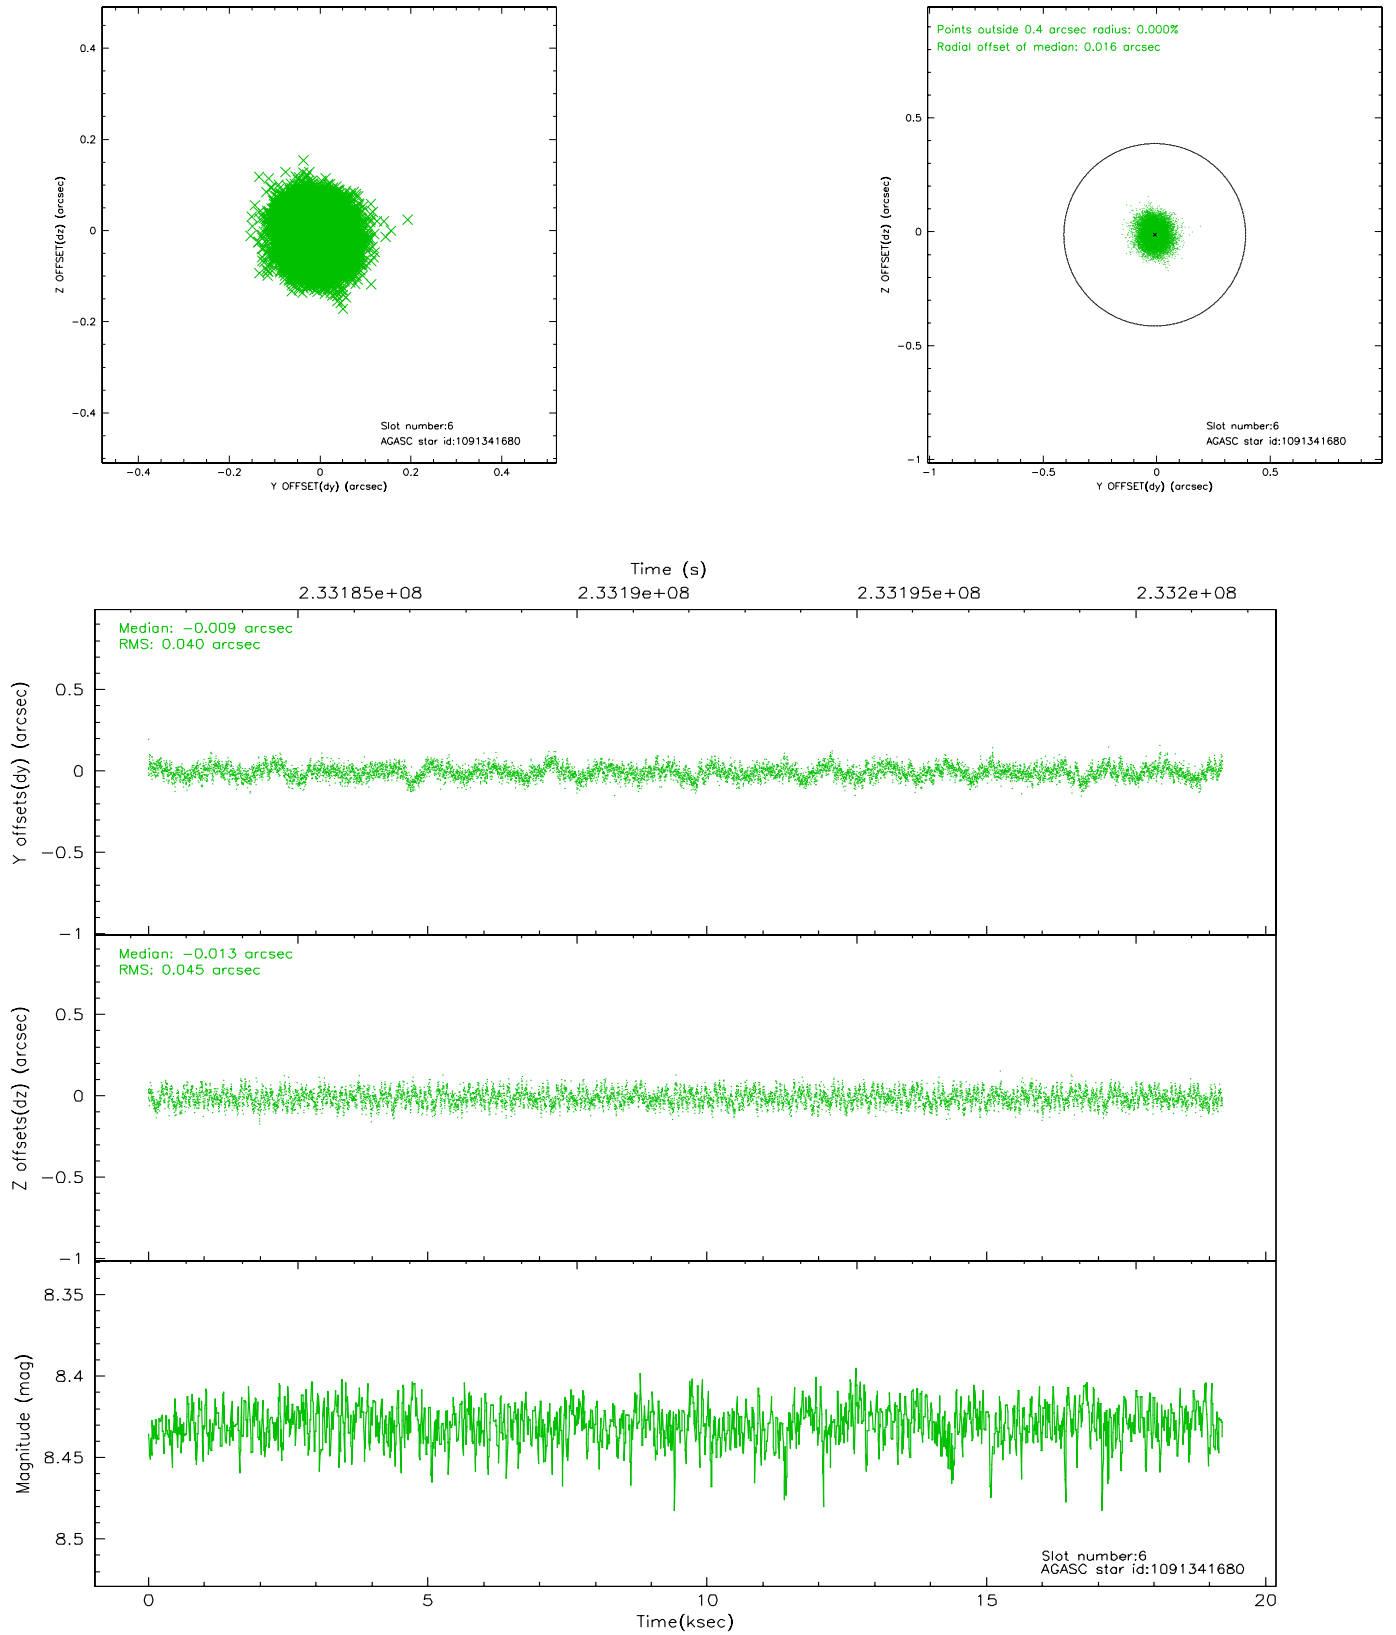 Points outside 0.4 arcsec radius: 0.000%
Radial offset of median: 0.016 arcsec
0.4
0.2
0
−0.2
−0.4
Z OFFSET(dz) (arcsec)
Slot number:6
AGASC star id:1091341680
−0.4 −0.2 0 0.2 0.4
Y OFFSET(dy) (arcsec)
0.5
0
−0.5
−1
Z OFFSET(dz) (arcsec)
Slot number:6
AGASC star id:1091341680
−1 −0.5 0 0.5
Y OFFSET(dy) (arcsec)
Time (s)
2.33185e+08 2.3319e+08 2.33195e+08 2.332e+08
Median: −0.009 arcsec
RMS: 0.040 arcsec
0.5
0
−0.5
−1
Y offsets(dy) (arcsec)
Median: −0.013 arcsec
RMS: 0.045 arcsec
0.5
0
−0.5
−1
Z offsets(dz) (arcsec)
8.35
8.4
8.45
8.5
Magnitude (mag)
Slot number:6
AGASC star id:1091341680
0 5 10 15 20
Time(ksec)